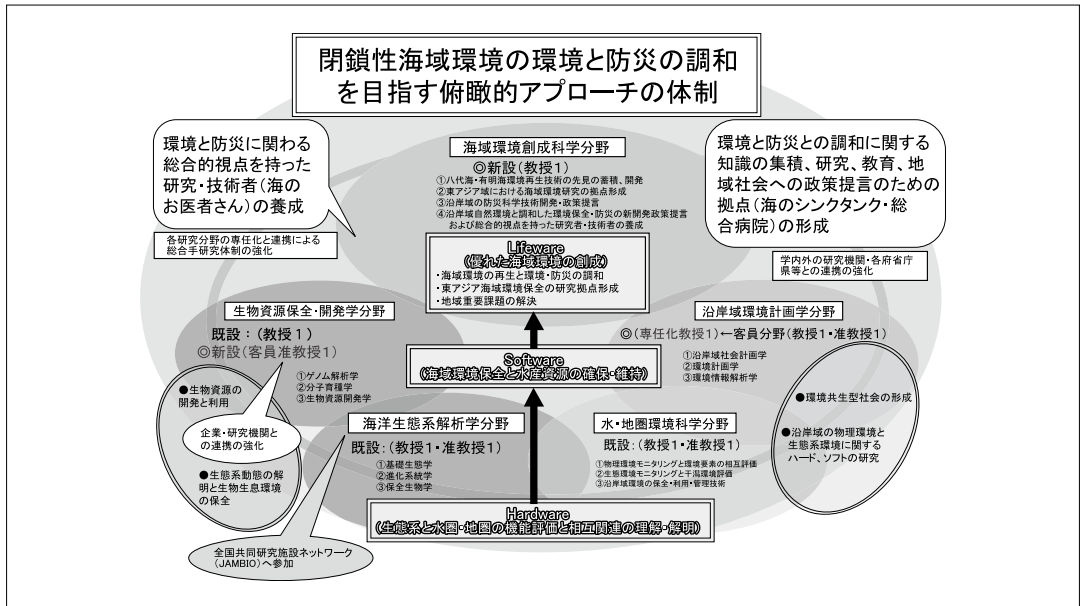 閉鎖性海域環境の環境と防災の調和
を目指す俯瞰的アプローチの体制
環境と防災に関わる
総合的視点を持った
研究・技術者（海の
お医者さん）の養成
各研究分野の専任化と連携による
総合手研究体制の強化
海域環境創成科学分野
◎新設（教授1）
①八代海・有明海環境再生技術の先見の蓄積、開発
②東アジア域における海域環境研究の拠点形成
③沿岸域の防災科学技術開発・政策提言
④沿岸域自然環境と調和した環境保全・防災の新開発政策提言
および総合的視点を持った研究者・技術者の養成
環境と防災との調和に関する
知識の集積、研究、教育、地
域社会への政策提言のための
拠点（海のシンクタンク・総
合病院）の形成
学内外の研究機関・各府省庁
県等との連携の強化
Lifeware
（優れた海域環境の創成）
・海域環境の再生と環境・防災の調和
・東アジア海域環境保全の研究拠点形成
・地域重要課題の解決
生物資源保全・開発学分野
既設：（教授1）
◎新設（客員准教授1）
①ゲノム解析学
②分子育種学
③生物資源開発学
沿岸域環境計画学分野
◎（専任化教授1）←客員分野（教授1・准教授1）
①沿岸域社会計画学
②環境計画学
③環境情報解析学
Software
（海域環境保全と水産資源の確保・維持）
●生物資源の
開発と利用
企業・研究機関と
の連携の強化
●生態系動態の解
明と生物生息環境
の保全
海洋生態系解析学分野
既設：（教授1・准教授1）
①基礎生態学
②進化系統学
③保全生物学
水・地圏環境科学分野
既設：（教授1・准教授1）
①物理環境モニタリングと環境要素の相互評価
②生態環境モニタリングと干潟環境評価
③沿岸域環境の保全・利用・管理技術
●環境共生型社会の形成
●沿岸域の物理環境と
生態系環境に関する
ハード、ソフトの研究
Hardware
（生態系と水圏・地圏の機能評価と相互関連の理解・解明）
全国共同研究施設ネットワーク
（JAMBIO）へ参加